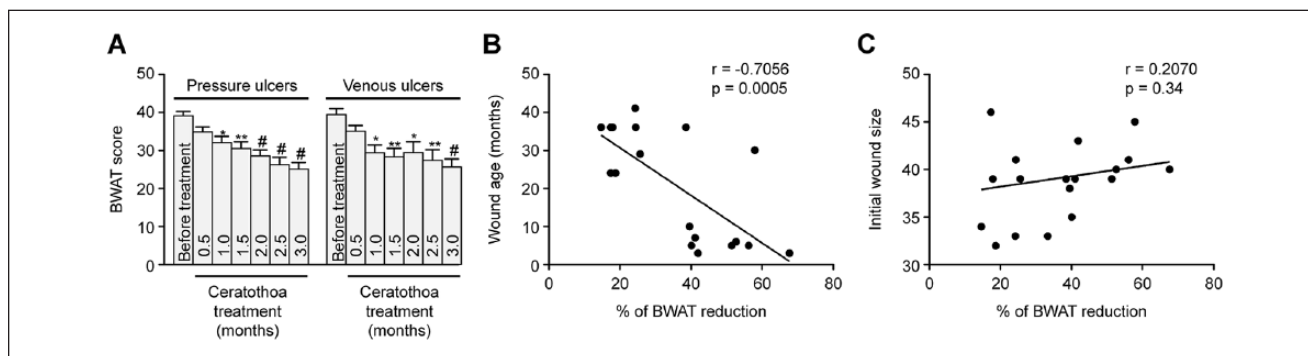 A
50
40
30
20
10
0
BWAT score
Pressure ulcers
Venous ulcers
Before treatment
0.5
1.0
1.5
2.0
2.5
3.0
Before treatment
0.5
1.0
1.5
2.0
2.5
3.0
*
**
#
#
#
*
**
*
**
#
Ceratothoa
treatment
(months)
Ceratothoa
treatment
(months)
B
r = -0.7056
p = 0.0005
Wound age (months)
50
40
30
20
10
0
0
20
40
60
80
% of BWAT reduction
C
r = 0.2070
p = 0.34
Initial wound size
50
45
40
35
30
0
20
40
60
80
% of BWAT reduction